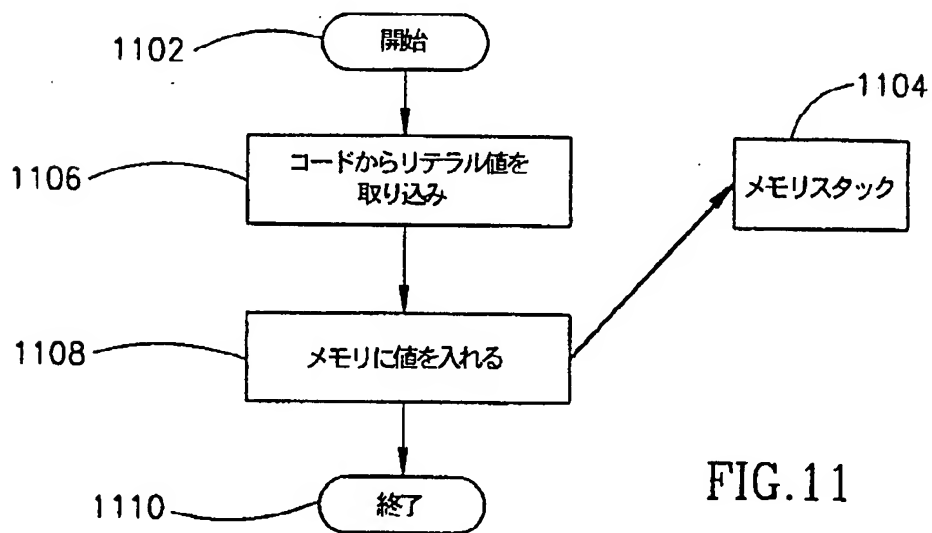 1102
開始
1104
1106
コードからリテラル値を
取り込み
メモリスタック
1108
メモリに値を入れる
1110
終了
FIG.11